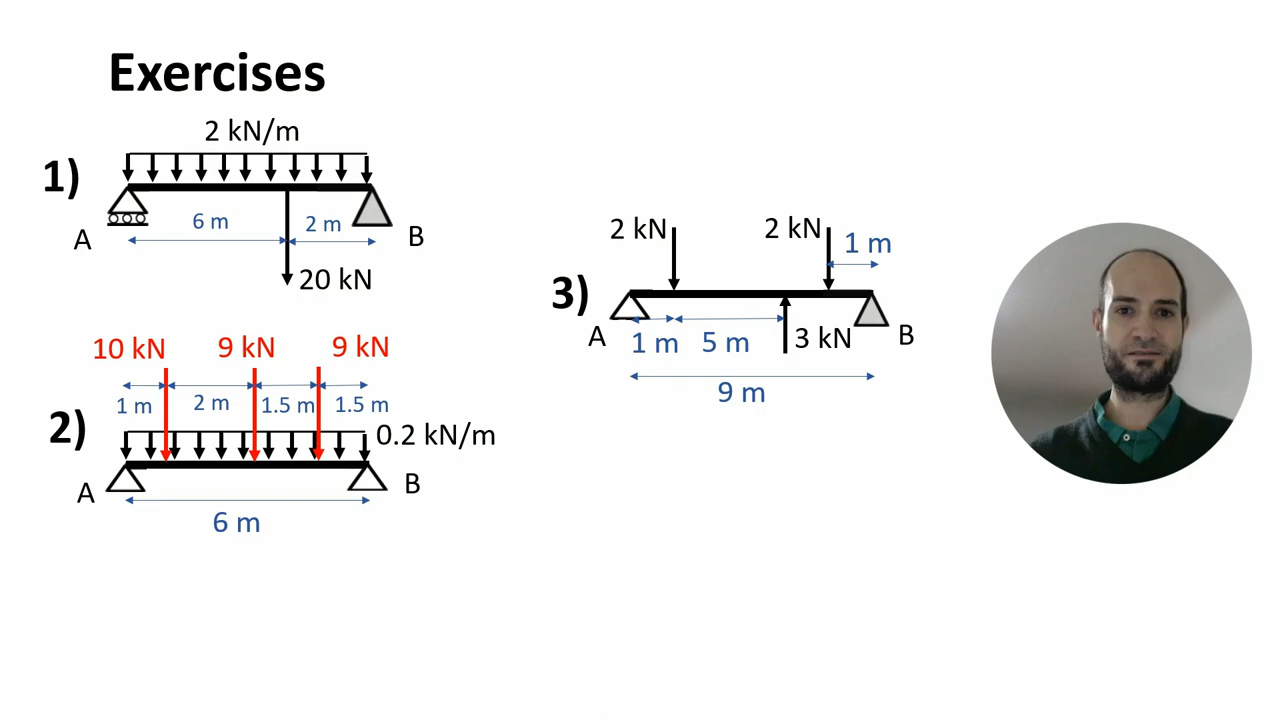 Exercises
1)
2 kN/m
6 m
2 m
A
B
20 kN
2)
10 kN
9 kN
9 kN
1 m
2 m
1.5 m
1.5 m
0.2 kN/m
A
B
6 m
3)
2 kN
2 kN
1 m
A
1 m
5 m
3 kN
B
9 m